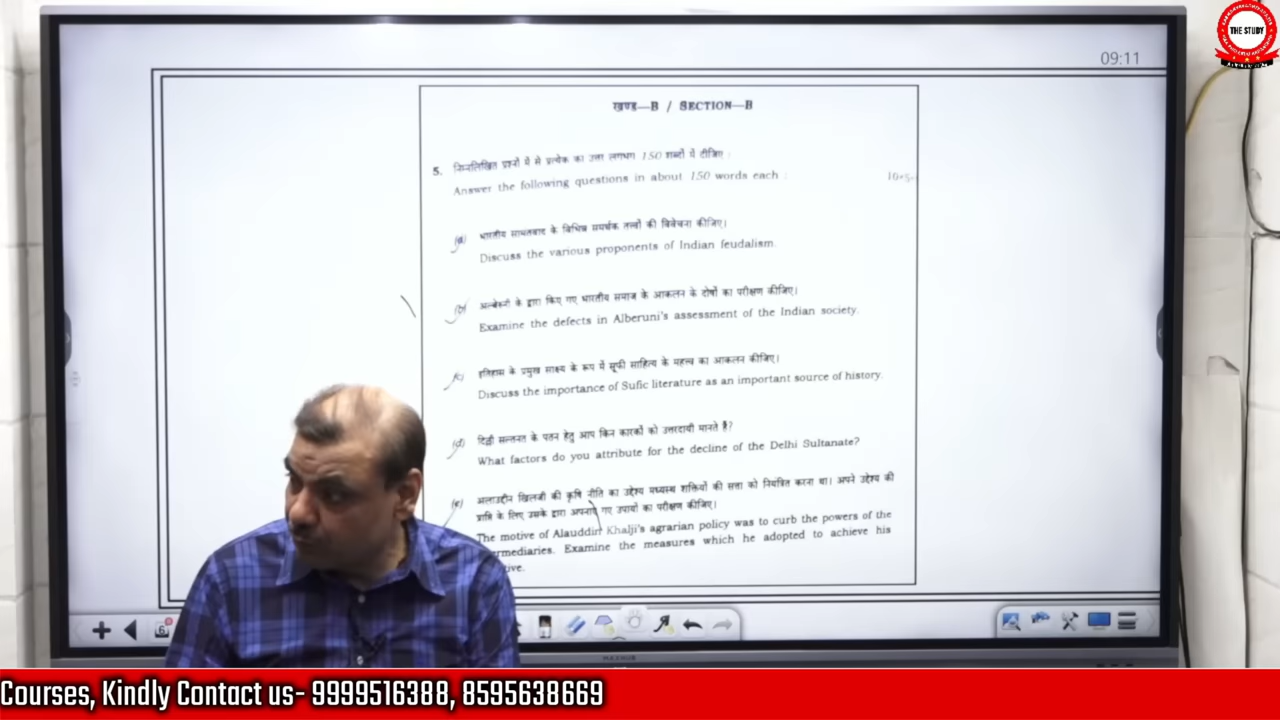 THE STUDY
09:11
खण्ड—B / SECTION—B
5. निम्नलिखित प्रश्नों में से प्रत्येक का उत्तर लगभग 150 शब्दों में दीजिए :
Answer the following questions in about 150 words each :
(a) भारतीय सामंतवाद के विभिन्न समर्थक तत्त्वों की विवेचना कीजिए।
Discuss the various proponents of Indian feudalism.
(b) अल्बेरूनी के द्वारा किए गए भारतीय समाज के आकलन के दोषों का परीक्षण कीजिए।
Examine the defects in Alberuni's assessment of the Indian society.
(c) इतिहास के प्रमुख साक्ष्य के रूप में सूफी साहित्य के महत्त्व का आकलन कीजिए।
Discuss the importance of Sufic literature as an important source of history.
(d) दिल्ली सल्तनत के पतन हेतु आप किन कारकों को उत्तरदायी मानते हैं?
What factors do you attribute for the decline of the Delhi Sultanate?
(e) अलाउद्दीन खिलजी की कृषि नीति का उद्देश्य मध्यस्थ शक्तियों की सत्ता को नियंत्रित करना था। अपने उद्देश्य की
प्राप्ति के लिए उसके द्वारा अपनाए गए उपायों का परीक्षण कीजिए।
The motive of Alauddin Khalji's agrarian policy was to curb the powers of the
ermediaries. Examine the measures which he adopted to achieve his
tive.
Courses, Kindly Contact us- 9999516388, 8595638669